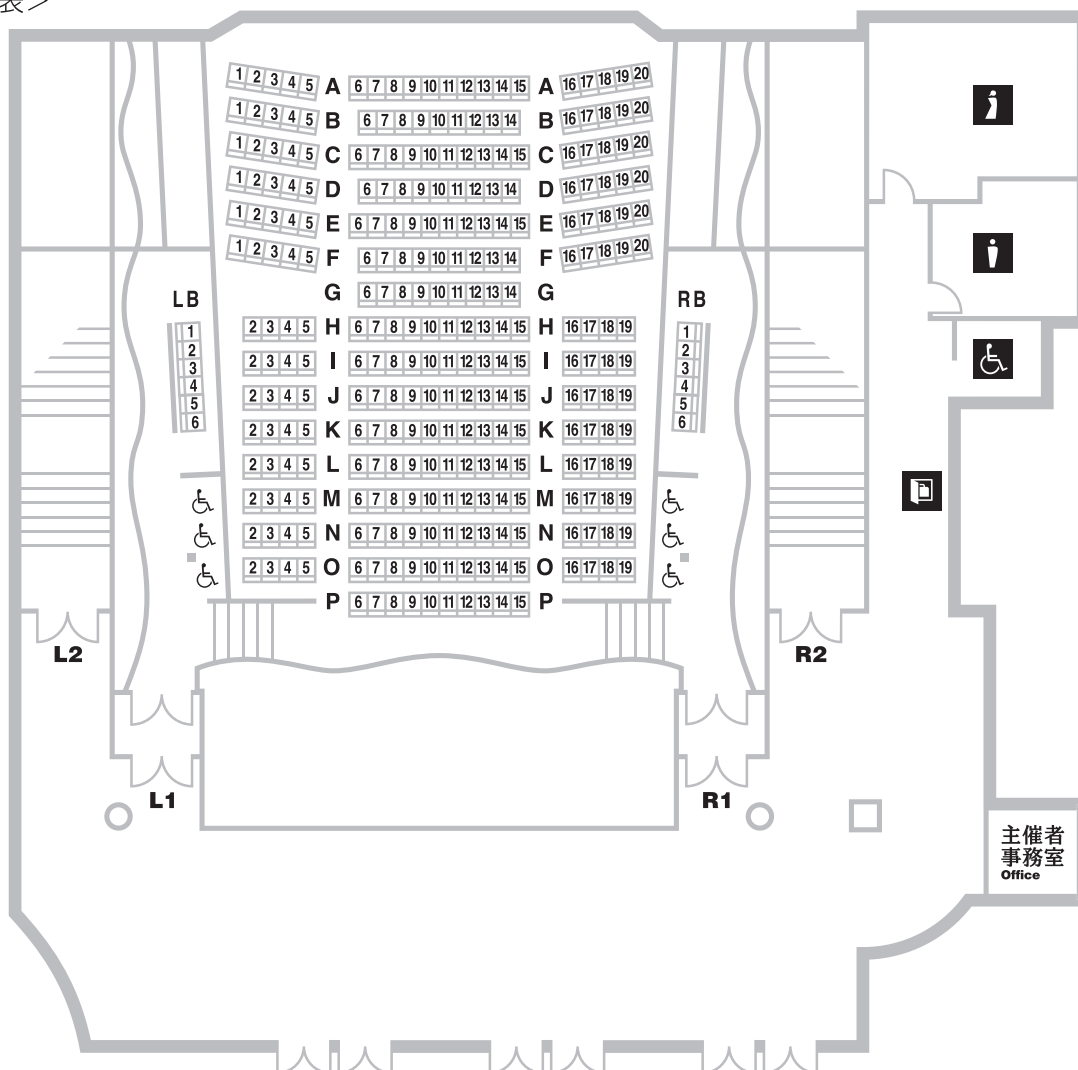 表＞
1 2 3 4 5 A 6 7 8 9 10 11 12 13 14 15 A 16 17 18 19 20
1 2 3 4 5 B 6 7 8 9 10 11 12 13 14 B 16 17 18 19 20
1 2 3 4 5 C 6 7 8 9 10 11 12 13 14 15 C 16 17 18 19 20
1 2 3 4 5 D 6 7 8 9 10 11 12 13 14 D 16 17 18 19 20
1 2 3 4 5 E 6 7 8 9 10 11 12 13 14 15 E 16 17 18 19 20
1 2 3 4 5 F 6 7 8 9 10 11 12 13 14 F 16 17 18 19 20
G 6 7 8 9 10 11 12 13 14 G
LB
1
2
3
4
5
6
RB
1
2
3
4
5
6
2 3 4 5 H 6 7 8 9 10 11 12 13 14 15 H 16 17 18 19
2 3 4 5 I 6 7 8 9 10 11 12 13 14 15 I 16 17 18 19
2 3 4 5 J 6 7 8 9 10 11 12 13 14 15 J 16 17 18 19
2 3 4 5 K 6 7 8 9 10 11 12 13 14 15 K 16 17 18 19
2 3 4 5 L 6 7 8 9 10 11 12 13 14 15 L 16 17 18 19
2 3 4 5 M 6 7 8 9 10 11 12 13 14 15 M 16 17 18 19
2 3 4 5 N 6 7 8 9 10 11 12 13 14 15 N 16 17 18 19
2 3 4 5 O 6 7 8 9 10 11 12 13 14 15 O 16 17 18 19
P 6 7 8 9 10 11 12 13 14 15 P
L2
R2
L1
R1
主催者
事務室
Office